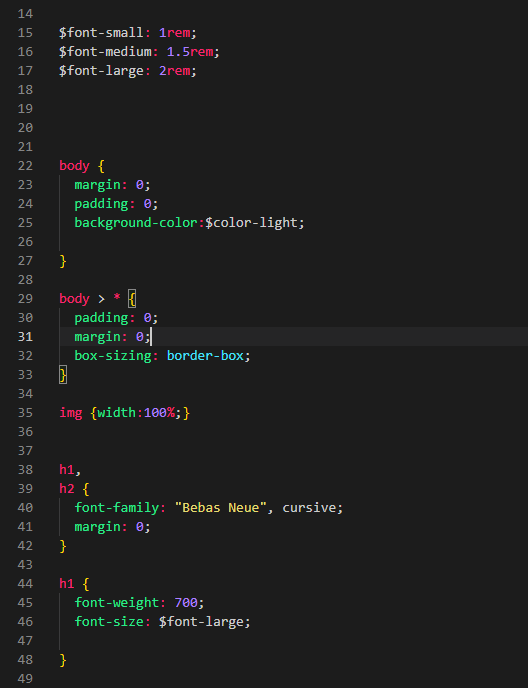 14
15 $font-small: 1rem;
16 $font-medium: 1.5rem;
17 $font-large: 2rem;
18
19
20
21
22 body {
23 margin: 0;
24 padding: 0;
25 background-color:$color-light;
26
27 }
28
29 body > * {
30 padding: 0;
31 margin: 0;
32 box-sizing: border-box;
33 }
34
35 img {width:100%;}
36
37
38 h1,
39 h2 {
40 font-family: "Bebas Neue", cursive;
41 margin: 0;
42 }
43
44 h1 {
45 font-weight: 700;
46 font-size: $font-large;
47
48 }
49